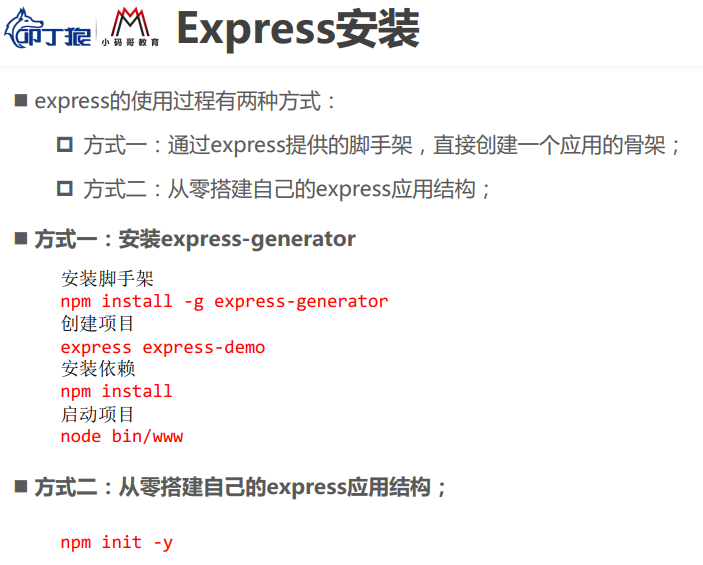 叩丁狼
小码哥教育
Express安装
express的使用过程有两种方式：
方式一：通过express提供的脚手架，直接创建一个应用的骨架；
方式二：从零搭建自己的express应用结构；
方式一：安装express-generator
安装脚手架
npm install -g express-generator
创建项目
express express-demo
安装依赖
npm install
启动项目
node bin/www
方式二：从零搭建自己的express应用结构；
npm init -y